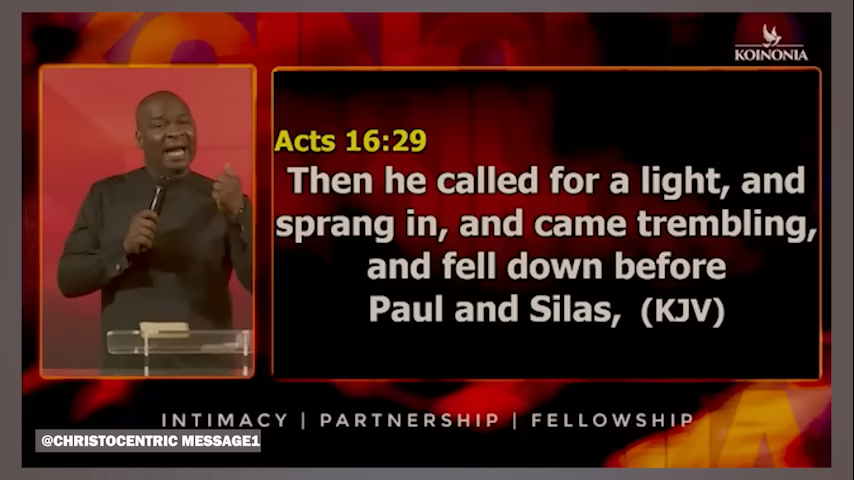 KOINONIA
Acts 16:29
Then he called for a light, and
sprang in, and came trembling,
and fell down before
Paul and Silas, (KJV)
INTIMACY | PARTNERSHIP | FELLOWSHIP
@CHRISTOCENTRIC MESSAGE1